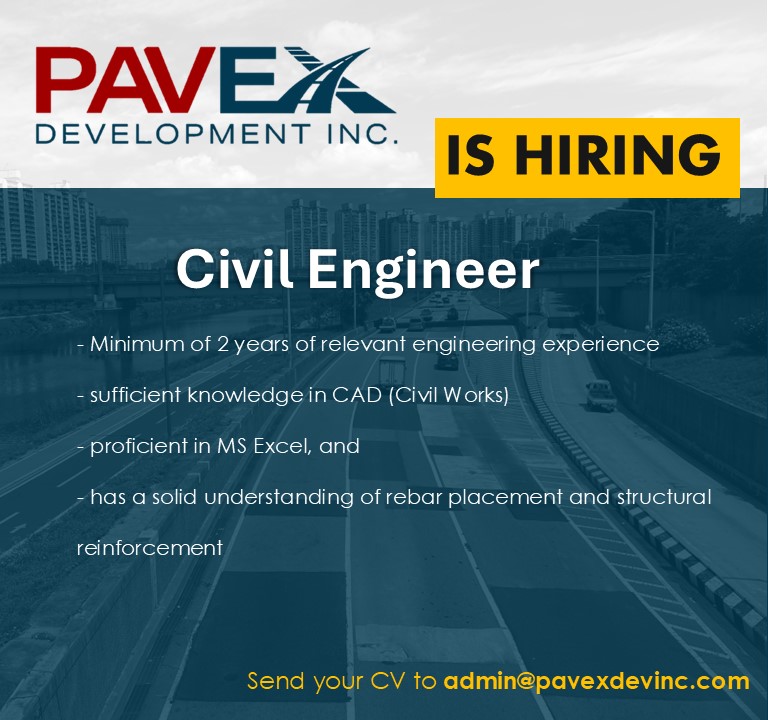 PAVEX
DEVELOPMENT INC.
IS HIRING
Civil Engineer
- Minimum of 2 years of relevant engineering experience
- sufficient knowledge in CAD (Civil Works)
- proficient in MS Excel, and
- has a solid understanding of rebar placement and structural
reinforcement
Send your CV to admin@pavexdevinc.com